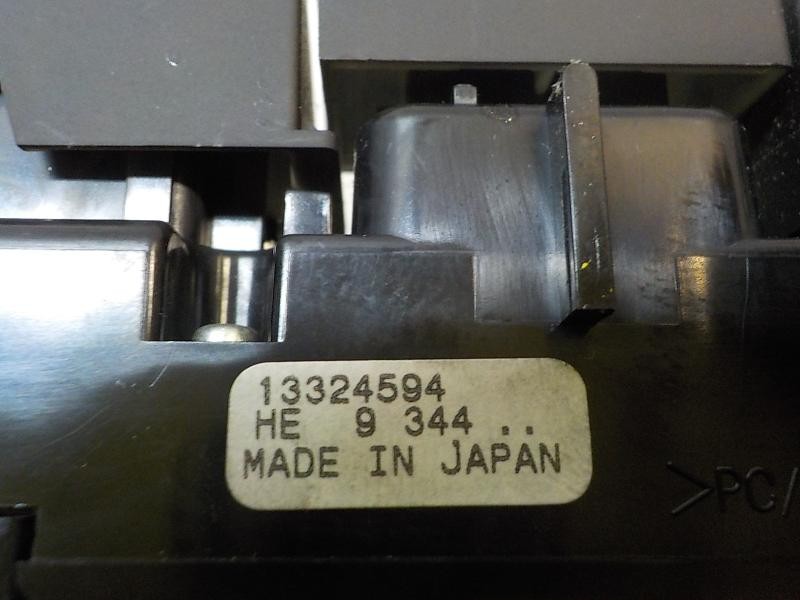 13324594
HE 9 344 ..
MADE IN JAPAN
>PC/